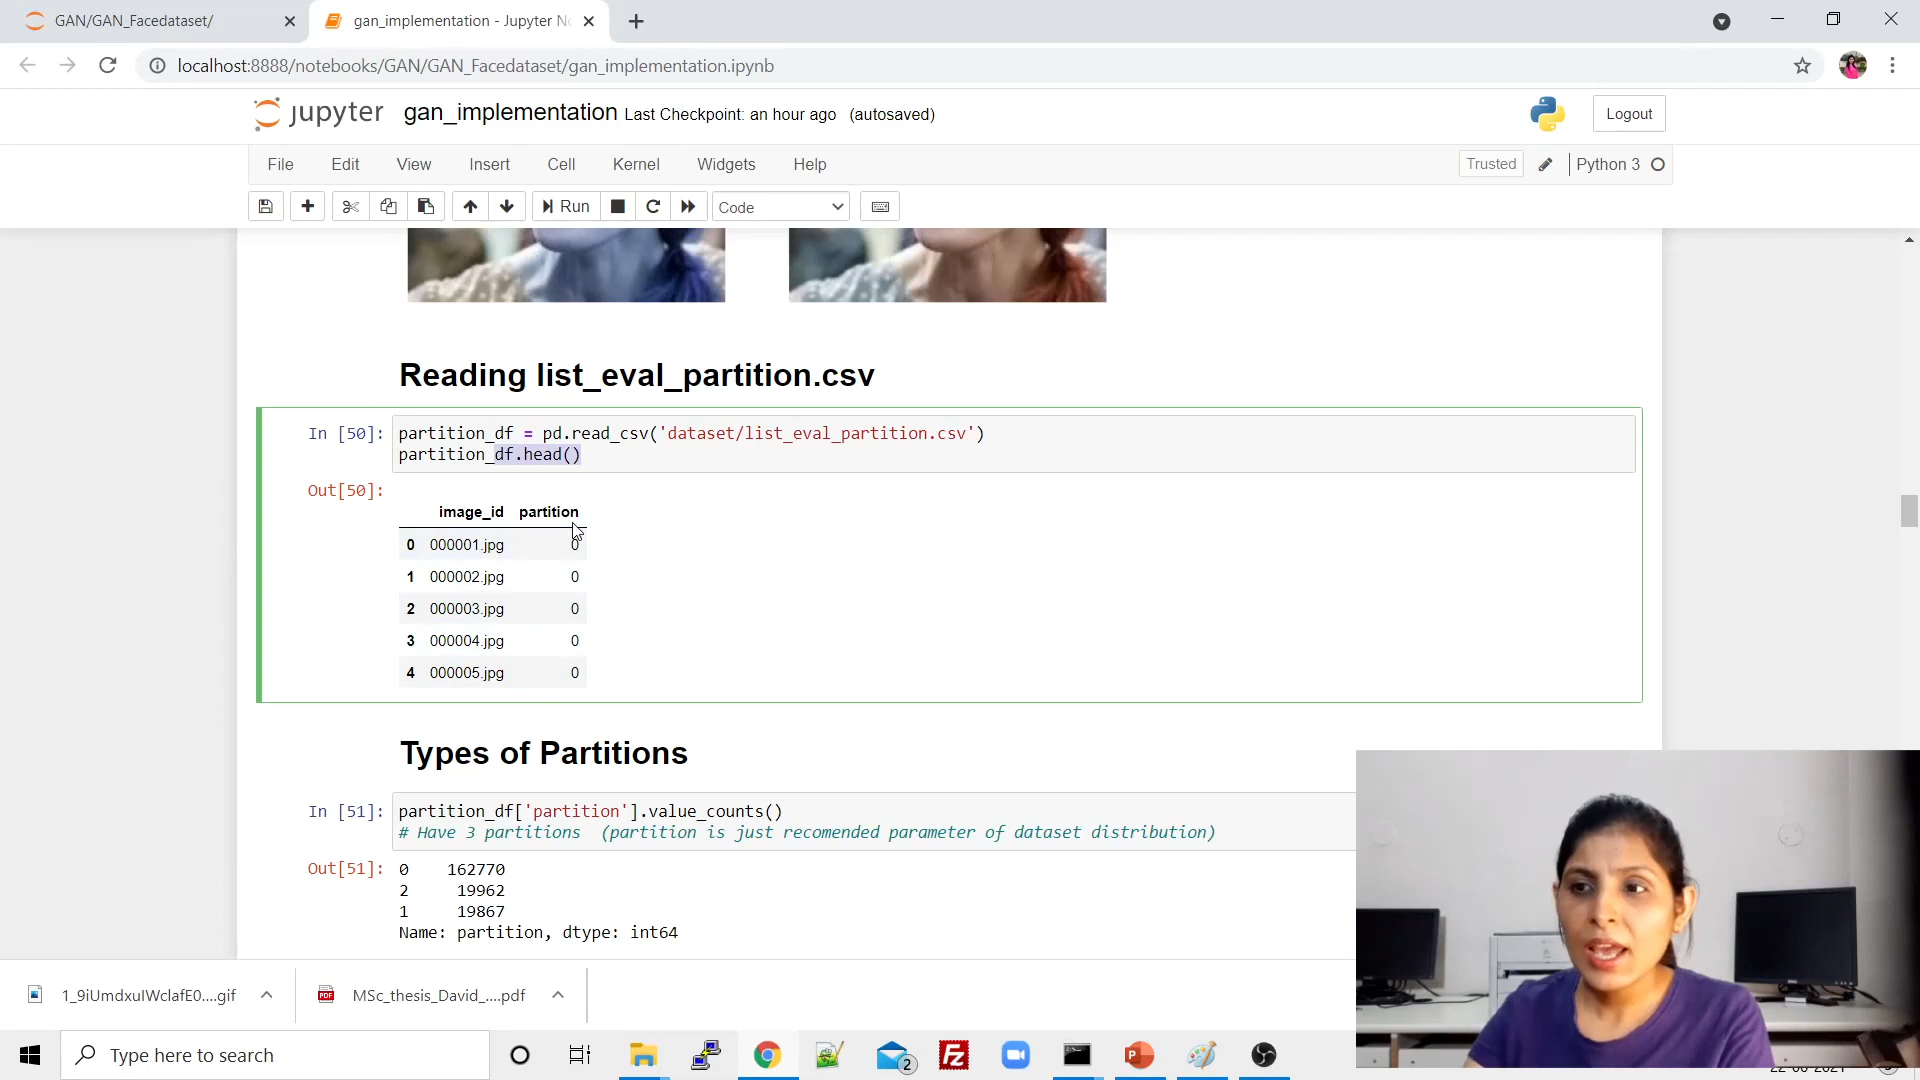 GAN/GAN_Facedataset/
gan_implementation - Jupyter No
localhost:8888/notebooks/GAN/GAN_Facedataset/gan_implementation.ipynb
jupyter gan_implementation Last Checkpoint: an hour ago (autosaved)
Logout
File Edit View Insert Cell Kernel Widgets Help
Trusted Python 3
Run Code
Reading list_eval_partition.csv
In [50]: partition_df = pd.read_csv('dataset/list_eval_partition.csv')
partition_df.head()
Out[50]:
image_id partition
0 000001.jpg 0
1 000002.jpg 0
2 000003.jpg 0
3 000004.jpg 0
4 000005.jpg 0
Types of Partitions
In [51]: partition_df['partition'].value_counts()
# Have 3 partitions (partition is just recomended parameter of dataset distribution)
Out[51]: 0 162770
2 19962
1 19867
Name: partition, dtype: int64
1_9iUmdxulWclafE0....gif
PDF MSc_thesis_David_....pdf
Type here to search
2